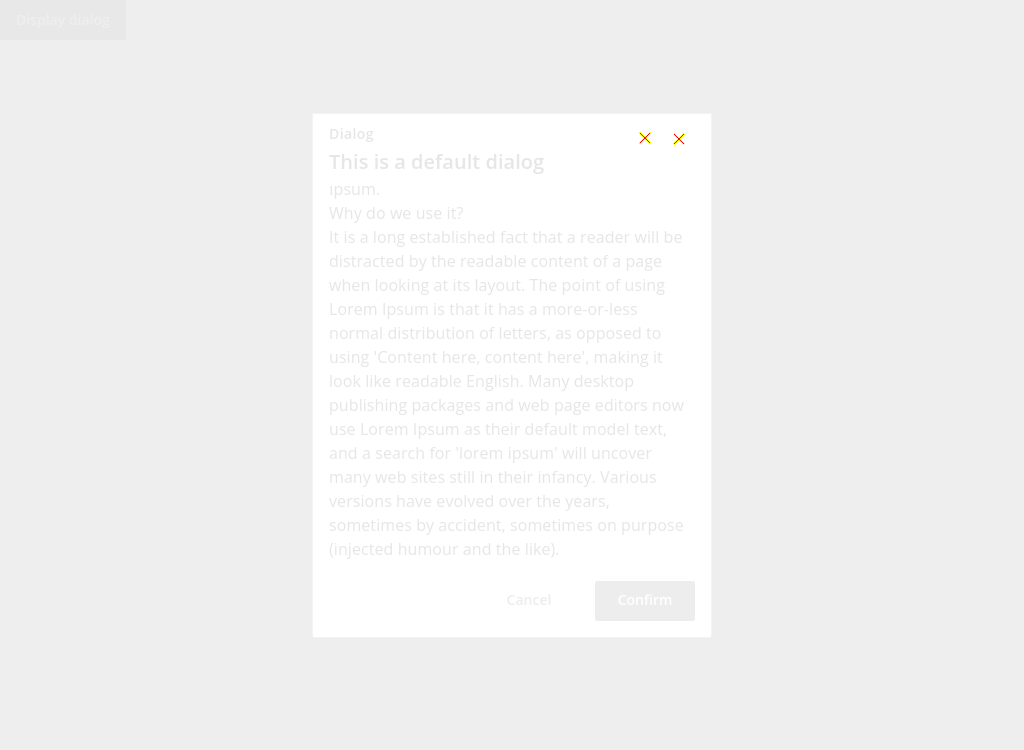 Display dialog
Dialog
This is a default dialog
ipsum.
Why do we use it?
It is a long established fact that a reader will be
distracted by the readable content of a page
when looking at its layout. The point of using
Lorem Ipsum is that it has a more-or-less
normal distribution of letters, as opposed to
using 'Content here, content here', making it
look like readable English. Many desktop
publishing packages and web page editors now
use Lorem Ipsum as their default model text,
and a search for 'lorem ipsum' will uncover
many web sites still in their infancy. Various
versions have evolved over the years,
sometimes by accident, sometimes on purpose
(injected humour and the like).
Cancel
Confirm